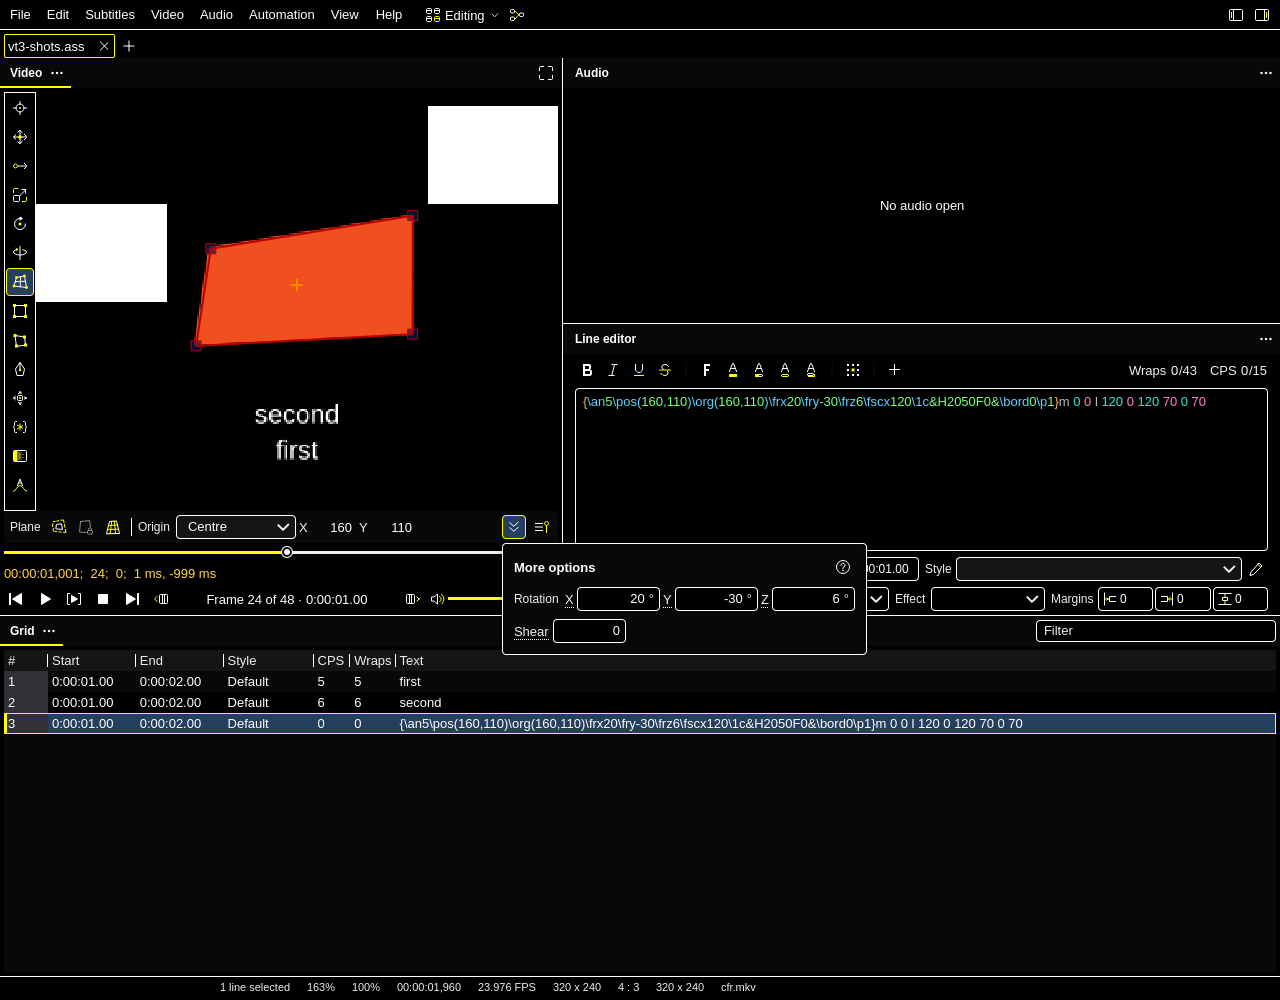 File Edit Subtitles Video Audio Automation View Help Editing
vt3-shots.ass
Video
Audio
second
first
No audio open
Line editor
Wraps 0/43 CPS 0/15
{\an5\pos(160,110)\org(160,110)\frx20\fry-30\frz6\fscx120\1c&H2050F0&\bord0\p1}m 0 0 l 120 0 120 70 0 70
Plane Origin Centre X 160 Y 110
00:00:01,001; 24; 0; 1 ms, -999 ms
Frame 24 of 48 · 0:00:01.00
More options
Rotation X 20 ° Y -30 ° Z 6 °
Shear 0
00:01.00 Style
Effect Margins 0 0 0
Grid
Filter
# Start End Style CPS Wraps Text
1 0:00:01.00 0:00:02.00 Default 5 5 first
2 0:00:01.00 0:00:02.00 Default 6 6 second
3 0:00:01.00 0:00:02.00 Default 0 0 {\an5\pos(160,110)\org(160,110)\frx20\fry-30\frz6\fscx120\1c&H2050F0&\bord0\p1}m 0 0 l 120 0 120 70 0 70
1 line selected 163% 100% 00:00:01,960 23.976 FPS 320 x 240 4 : 3 320 x 240 cfr.mkv